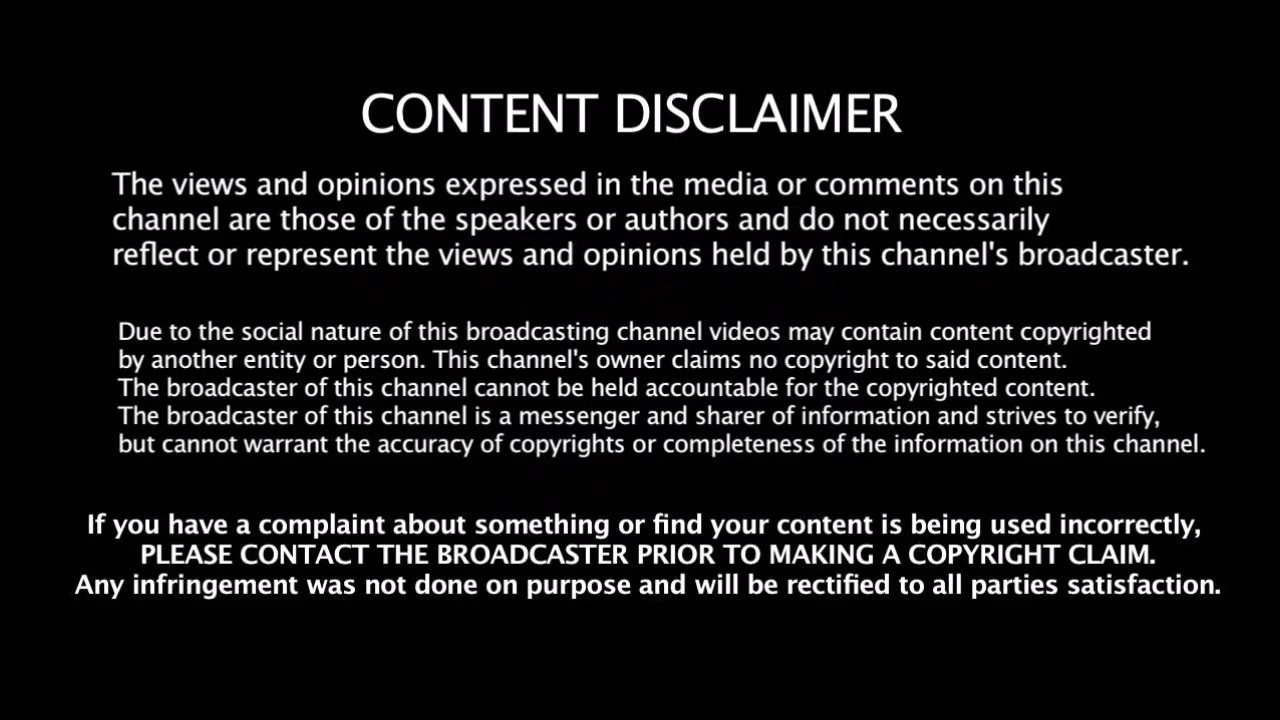 CONTENT DISCLAIMER
The views and opinions expressed in the media or comments on this
channel are those of the speakers or authors and do not necessarily
reflect or represent the views and opinions held by this channel's broadcaster.
Due to the social nature of this broadcasting channel videos may contain content copyrighted
by another entity or person. This channel's owner claims no copyright to said content.
The broadcaster of this channel cannot be held accountable for the copyrighted content.
The broadcaster of this channel is a messenger and sharer of information and strives to verify,
but cannot warrant the accuracy of copyrights or completeness of the information on this channel.
If you have a complaint about something or find your content is being used incorrectly,
PLEASE CONTACT THE BROADCASTER PRIOR TO MAKING A COPYRIGHT CLAIM.
Any infringement was not done on purpose and will be rectified to all parties satisfaction.